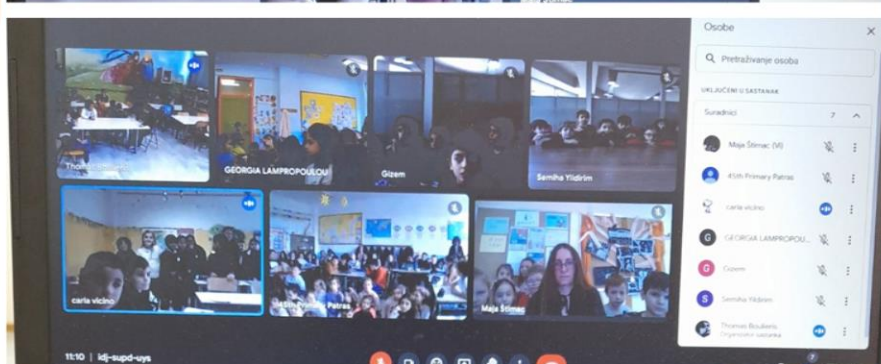 Osobe
Pretraživanje osoba
UKLJUČENI U SASTANAK
Suradnici 7
Maja Štimac (VI)
45th Primary Patras
carla vicino
GEORGIA LAMPROPOU...
Gizem
Semiha Yildirim
Thomas Bouketis
Organizator sastanka
GEORGIA LAMPROPOULOU
Gizem
Semiha Yildirim
carla vicino
45th Primary Patras
Maja Štimac
11:10 | idj-supd-uys
7